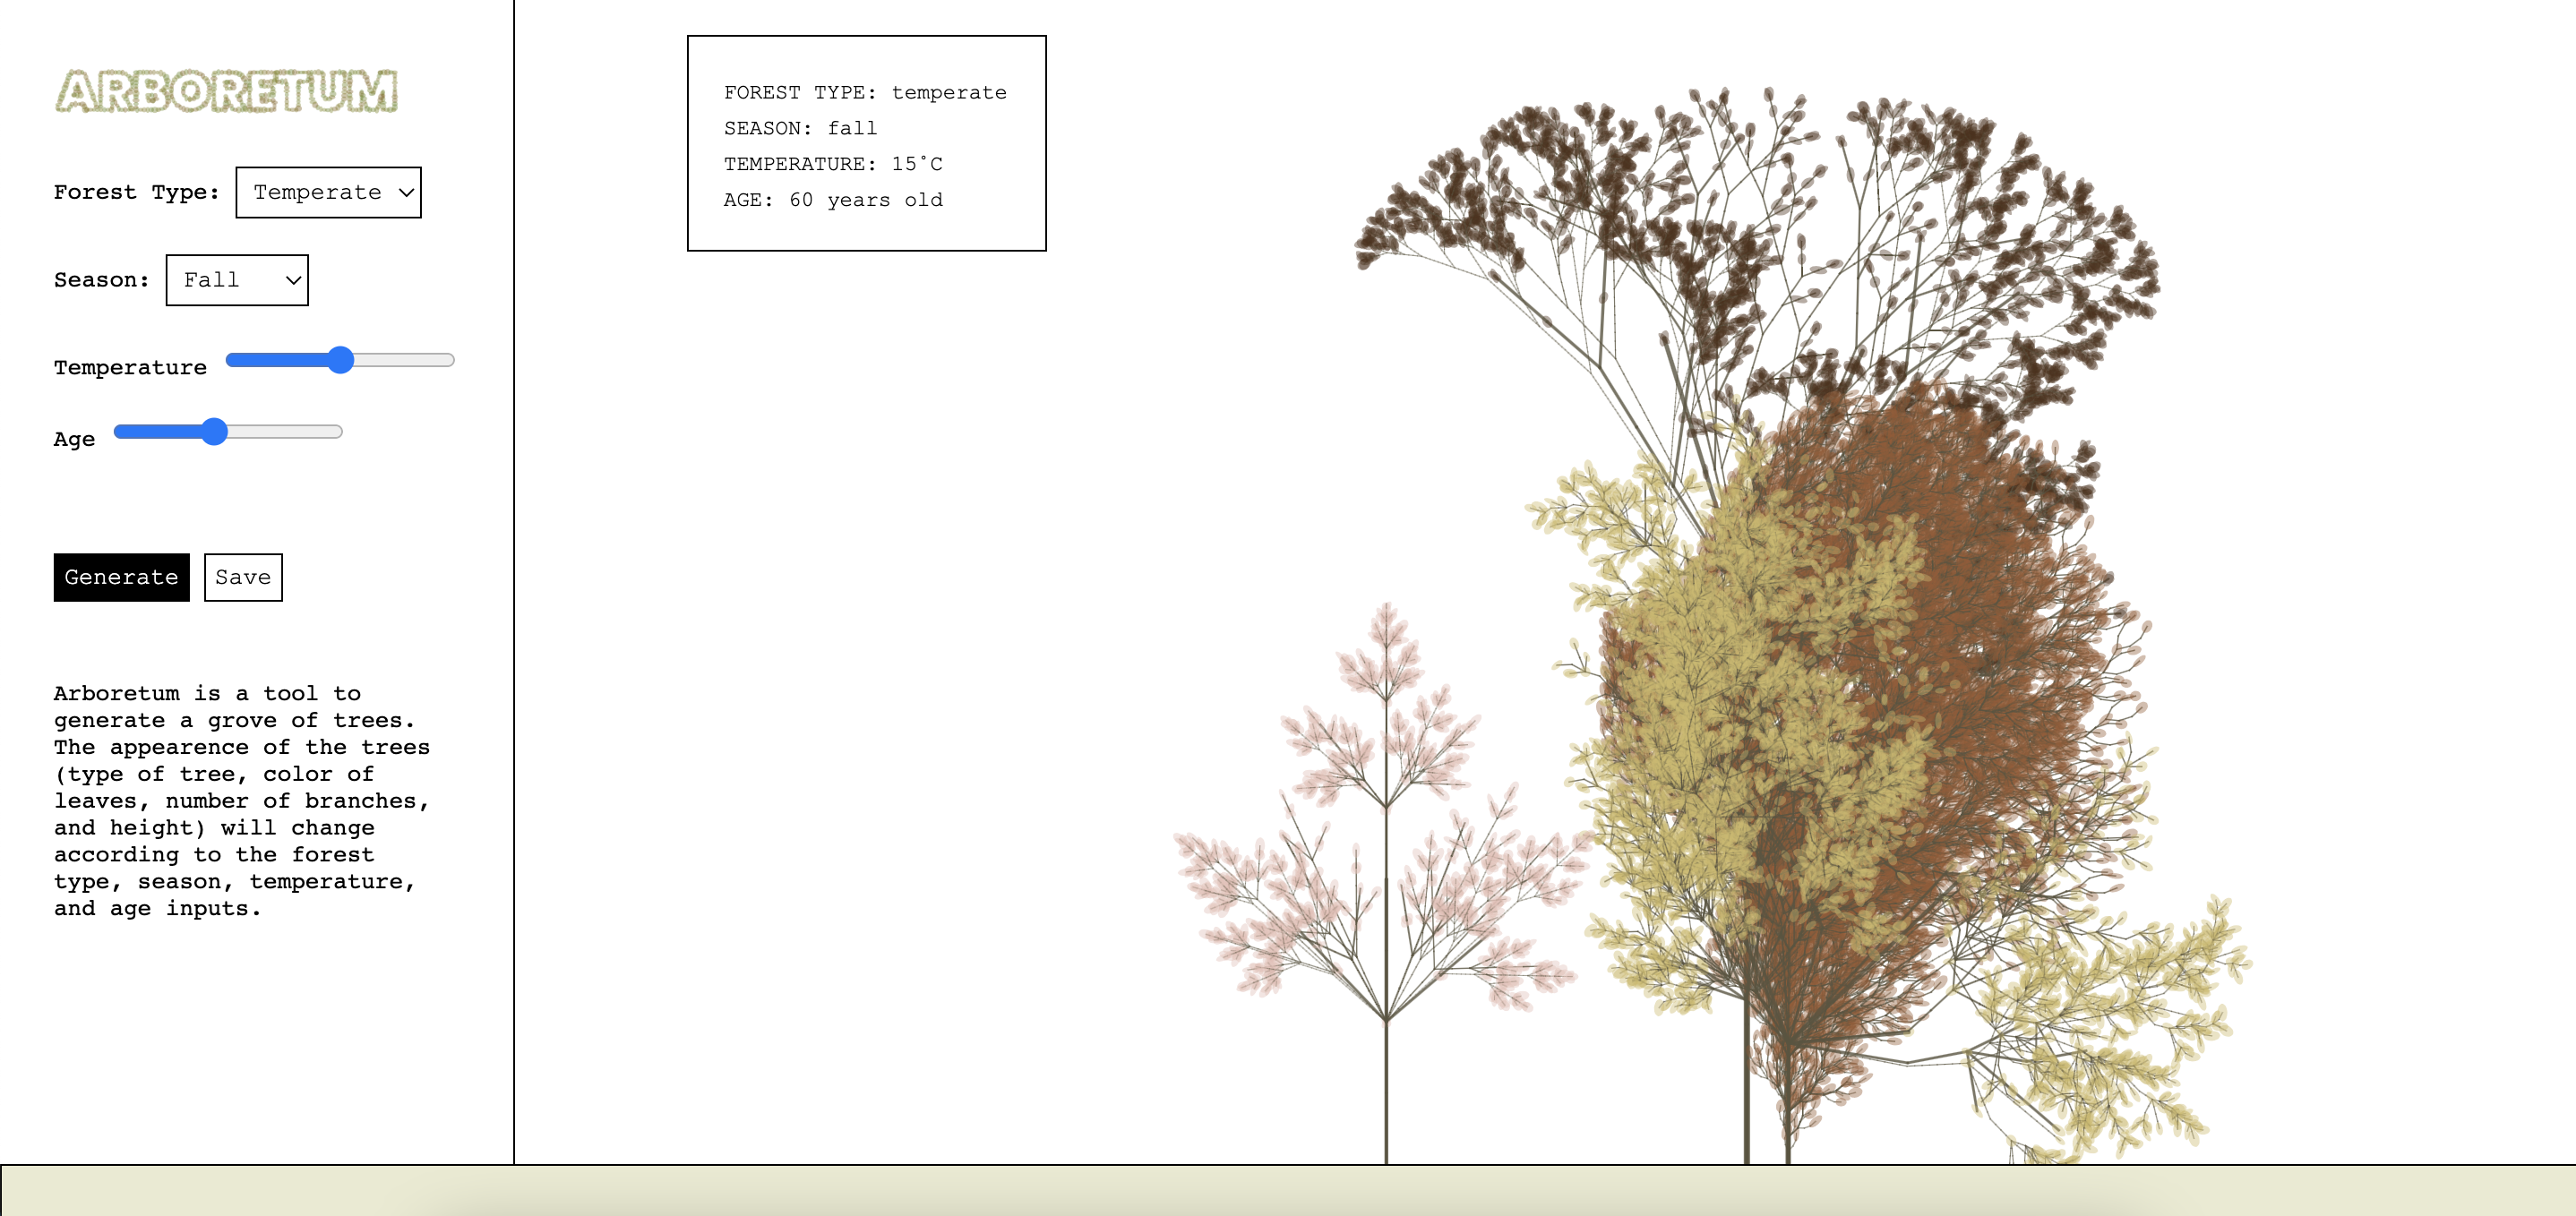 ARBORETUM
Forest Type: Temperate
Season: Fall
Temperature
Age
Generate Save
Arboretum is a tool to
generate a grove of trees.
The appearence of the trees
(type of tree, color of
leaves, number of branches,
and height) will change
according to the forest
type, season, temperature,
and age inputs.
FOREST TYPE: temperate
SEASON: fall
TEMPERATURE: 15˚C
AGE: 60 years old